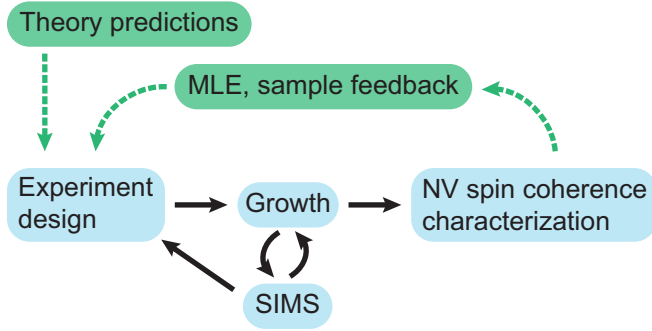 Theory predictions
MLE, sample feedback
Experiment
design
Growth
NV spin coherence
characterization
SIMS